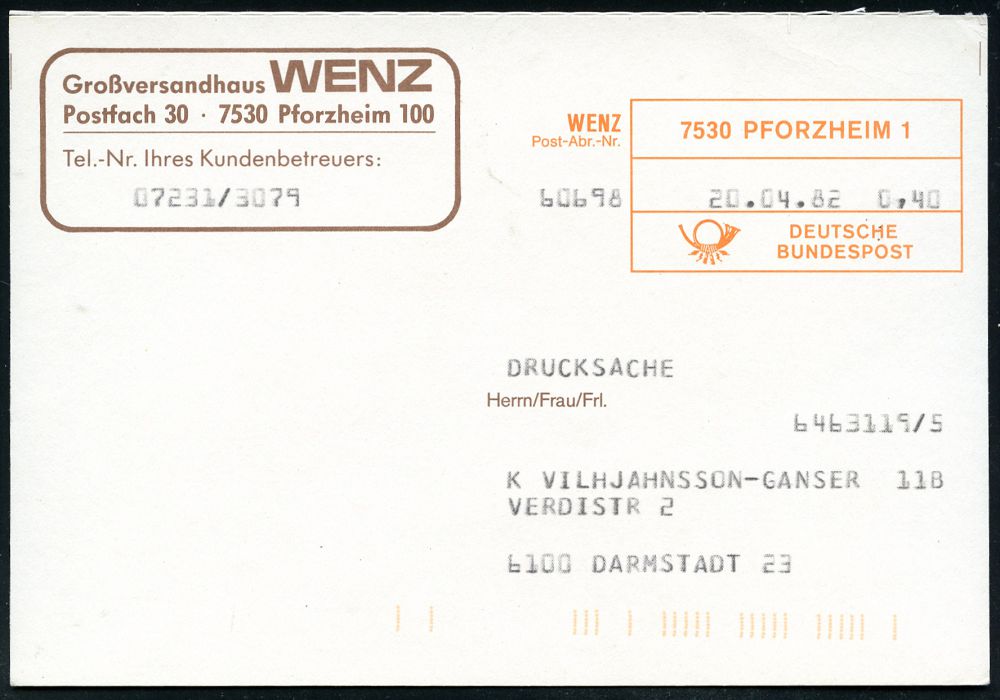 Großversandhaus WENZ
Postfach 30 · 7530 Pforzheim 100
Tel.-Nr. Ihres Kundenbetreuers:
07231/3079
WENZ
Post-Abr.-Nr.
60698
7530 PFORZHEIM 1
20.04.82 0,40
DEUTSCHE
BUNDESPOST
DRUCKSACHE
Herrn/Frau/Frl.
6463119/5
K VILHJAHNSSON-GANSER 11B
VERDISTR 2
6100 DARMSTADT 23